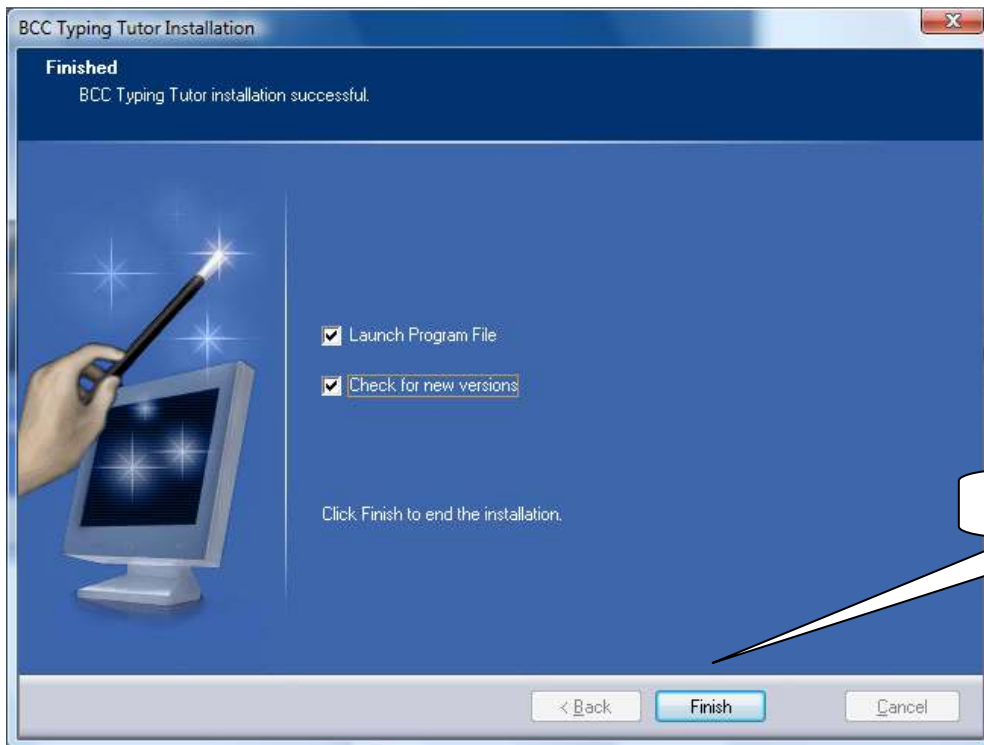 BCC Typing Tutor Installation
Finished
BCC Typing Tutor installation successful.
Launch Program File
Check for new versions
Click Finish to end the installation.
< Back
Finish
Cancel